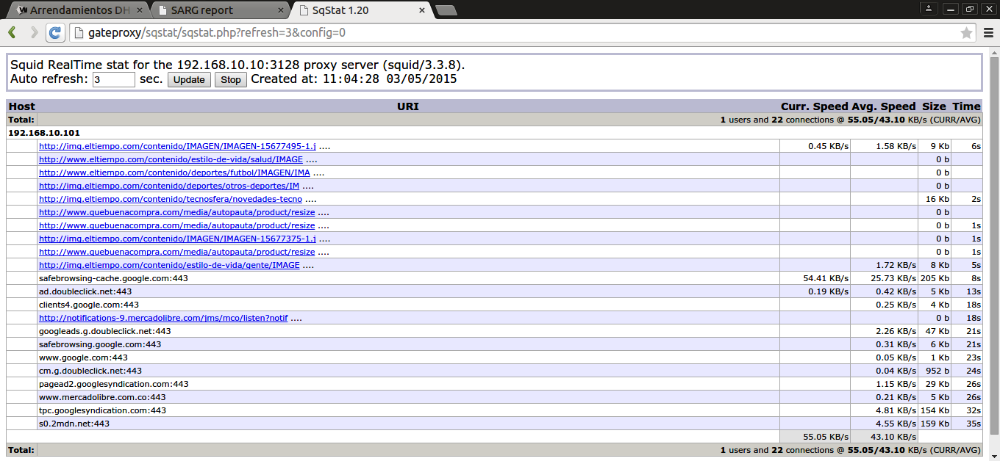 Arrendamientos DH
SARG report
SqStat 1.20
gateproxy/sqstat/sqstat.php?refresh=3&config=0
Squid RealTime stat for the 192.168.10.10:3128 proxy server (squid/3.3.8).
Auto refresh: 3 sec. Update Stop Created at: 11:04:28 03/05/2015
Host URI Curr. Speed Avg. Speed Size Time
Total: 1 users and 22 connections @ 55.05/43.10 KB/s (CURR/AVG)
192.168.10.101
http://img.eltiempo.com/contenido/IMAGEN/IMAGEN-15677495-1.j .... 0.45 KB/s 1.58 KB/s 9 Kb 6s
http://www.eltiempo.com/contenido/estilo-de-vida/salud/IMAGE .... 0 b
http://www.eltiempo.com/contenido/deportes/futbol/IMAGEN/IMA .... 0 b
http://img.eltiempo.com/contenido/deportes/otros-deportes/IM .... 0 b
http://img.eltiempo.com/contenido/tecnosfera/novedades-tecno .... 16 Kb 2s
http://www.quebuenacompra.com/media/autopauta/product/resize .... 0 b
http://www.quebuenacompra.com/media/autopauta/product/resize .... 0 b 1s
http://img.eltiempo.com/contenido/IMAGEN/IMAGEN-15677375-1.j .... 0 b 1s
http://www.quebuenacompra.com/media/autopauta/product/resize .... 0 b 1s
http://img.eltiempo.com/contenido/estilo-de-vida/gente/IMAGE .... 1.72 KB/s 8 Kb 5s
safebrowsing-cache.google.com:443 54.41 KB/s 25.73 KB/s 205 Kb 8s
ad.doubleclick.net:443 0.19 KB/s 0.42 KB/s 5 Kb 13s
clients4.google.com:443 0.25 KB/s 4 Kb 18s
http://notifications-9.mercadolibre.com/jms/mco/listen?notif .... 0 b 18s
googleads.g.doubleclick.net:443 2.26 KB/s 47 Kb 21s
safebrowsing.google.com:443 0.31 KB/s 6 Kb 21s
www.google.com:443 0.05 KB/s 1 Kb 23s
cm.g.doubleclick.net:443 0.04 KB/s 952 b 24s
pagead2.googlesyndication.com:443 1.15 KB/s 29 Kb 26s
www.mercadolibre.com.co:443 0.21 KB/s 5 Kb 26s
tpc.googlesyndication.com:443 4.81 KB/s 154 Kb 32s
s0.2mdn.net:443 4.55 KB/s 159 Kb 35s
55.05 KB/s 43.10 KB/s
Total: 1 users and 22 connections @ 55.05/43.10 KB/s (CURR/AVG)